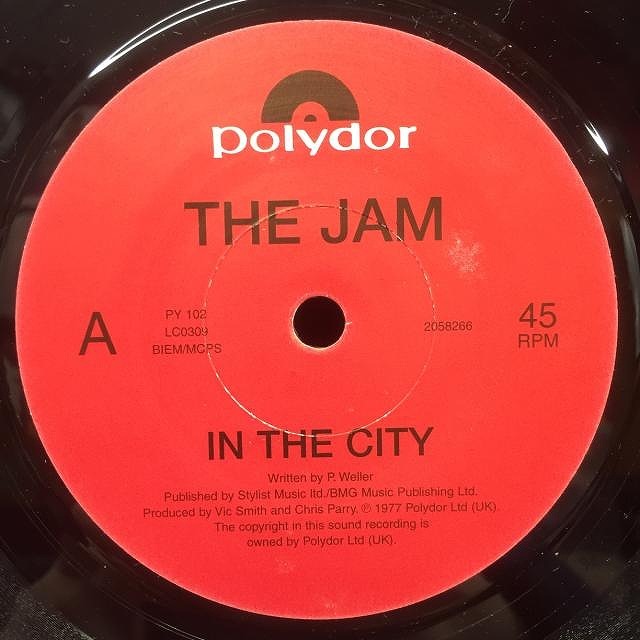 polydor
THE JAM
A
PY 102
LC0309
BIEM/MCPS
2058266
45
RPM
IN THE CITY
Written by P. Weller
Published by Stylist Music ltd./BMG Music Publishing Ltd.
Produced by Vic Smith and Chris Parry. ℗ 1977 Polydor Ltd (UK).
The copyright in this sound recording is
owned by Polydor Ltd (UK).